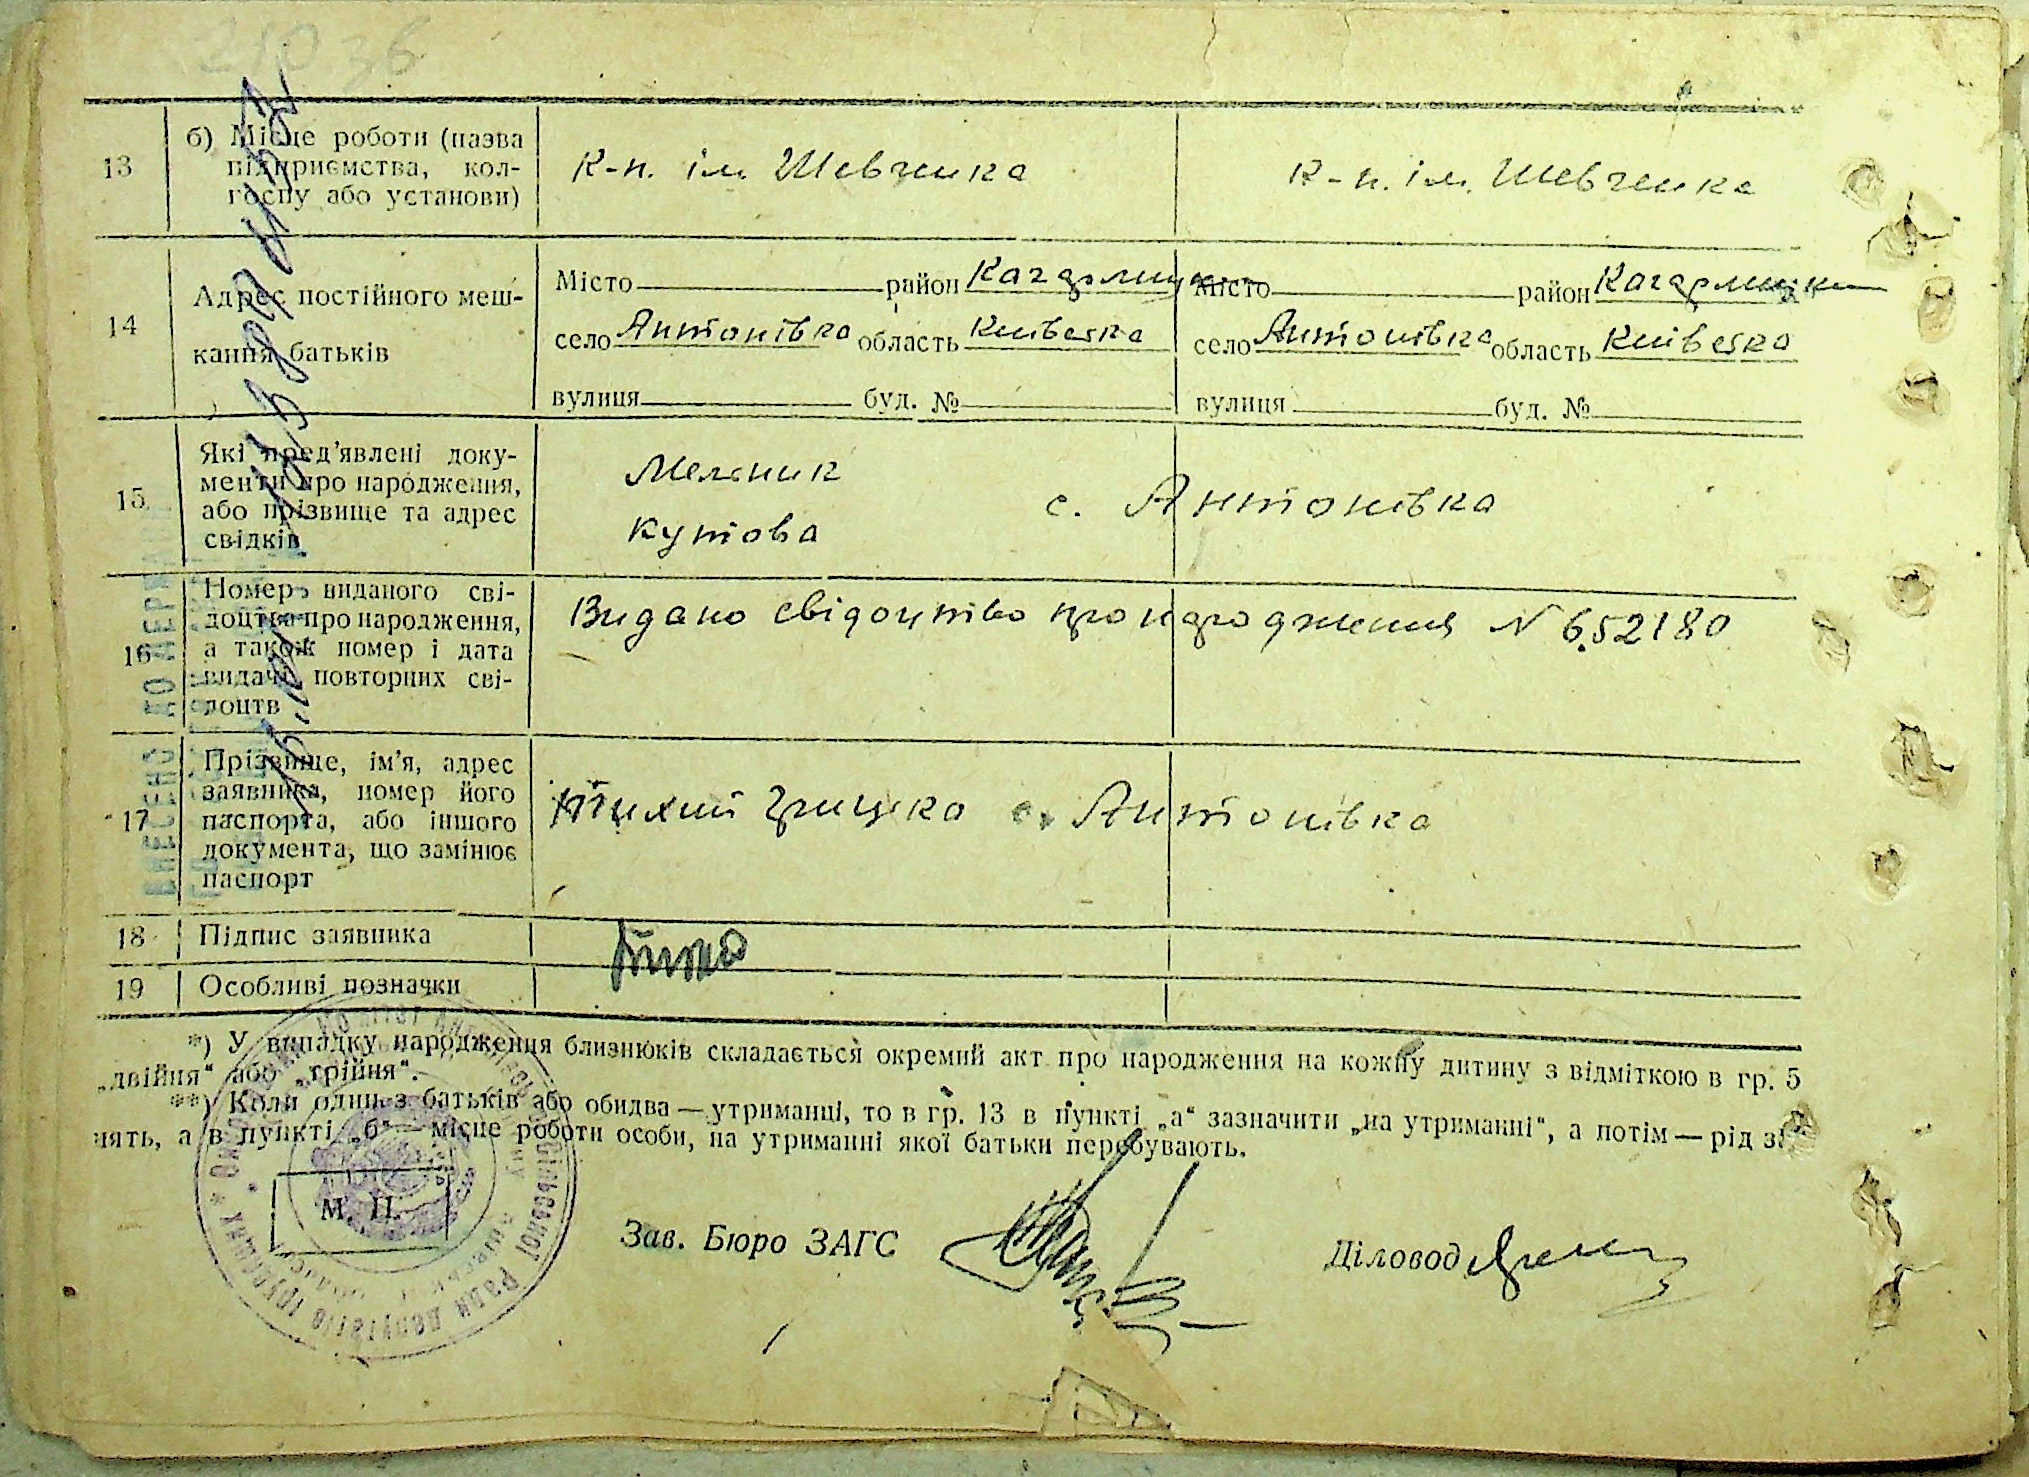 13
б) Місце роботи (назва
підприємства, кол-
госпу або установи)
К-п. ім. Шевченка
К-п. ім. Шевченка
14
Адрес постійного меш-
кання батьків
Місто район Кагарлицьк
село Антонівка область Київська
вулиця буд. №
Місто район Кагарлицьки
село Антонівка область Київська
вулиця буд. №
15
Які пред'явлені доку-
менти про народження,
або прізвище та адрес
свідків
Мельник
Кутова
с. Антонівка
16
Номер виданого сві-
доцтва про народження,
а також номер і дата
видачі повторних сві-
доцтв
Видано свідоцтво про народження N 652180
17
Прізвище, ім'я, адрес
заявника, номер його
паспорта, або іншого
документа, що замінює
паспорт
Тихий Грицько с. Антонівка
18
Підпис заявника
19
Особливі позначки
*) У випадку народження близнюків складається окремий акт про народження на кожну дитину з відміткою в гр. 5
„двійня“ або „трійня“.
**) Коли один з батьків або обидва — утриманці, то в гр. 13 в пункті „а“ зазначити „на утриманні“, а потім — рід за
нять, а в пункті „б“ — місце роботи особи, на утриманні якої батьки перебувають.
М. П.
Зав. Бюро ЗАГС
Діловод